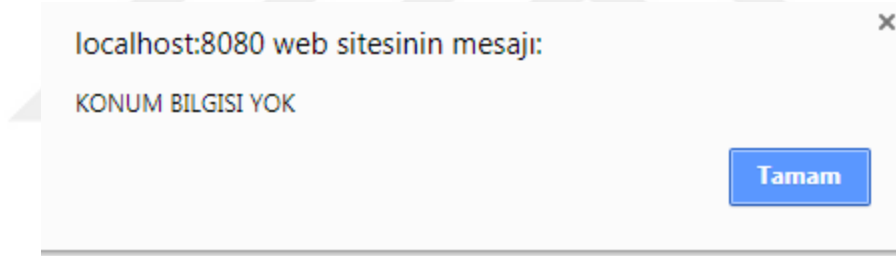 localhost:8080 web sitesinin mesajı:
KONUM BILGISI YOK
Tamam